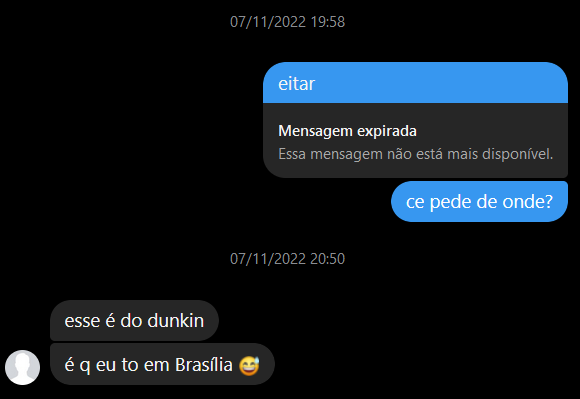 07/11/2022 19:58
eitar
Mensagem expirada
Essa mensagem não está mais disponível.
ce pede de onde?
07/11/2022 20:50
esse é do dunkin
é q eu to em Brasília 😅